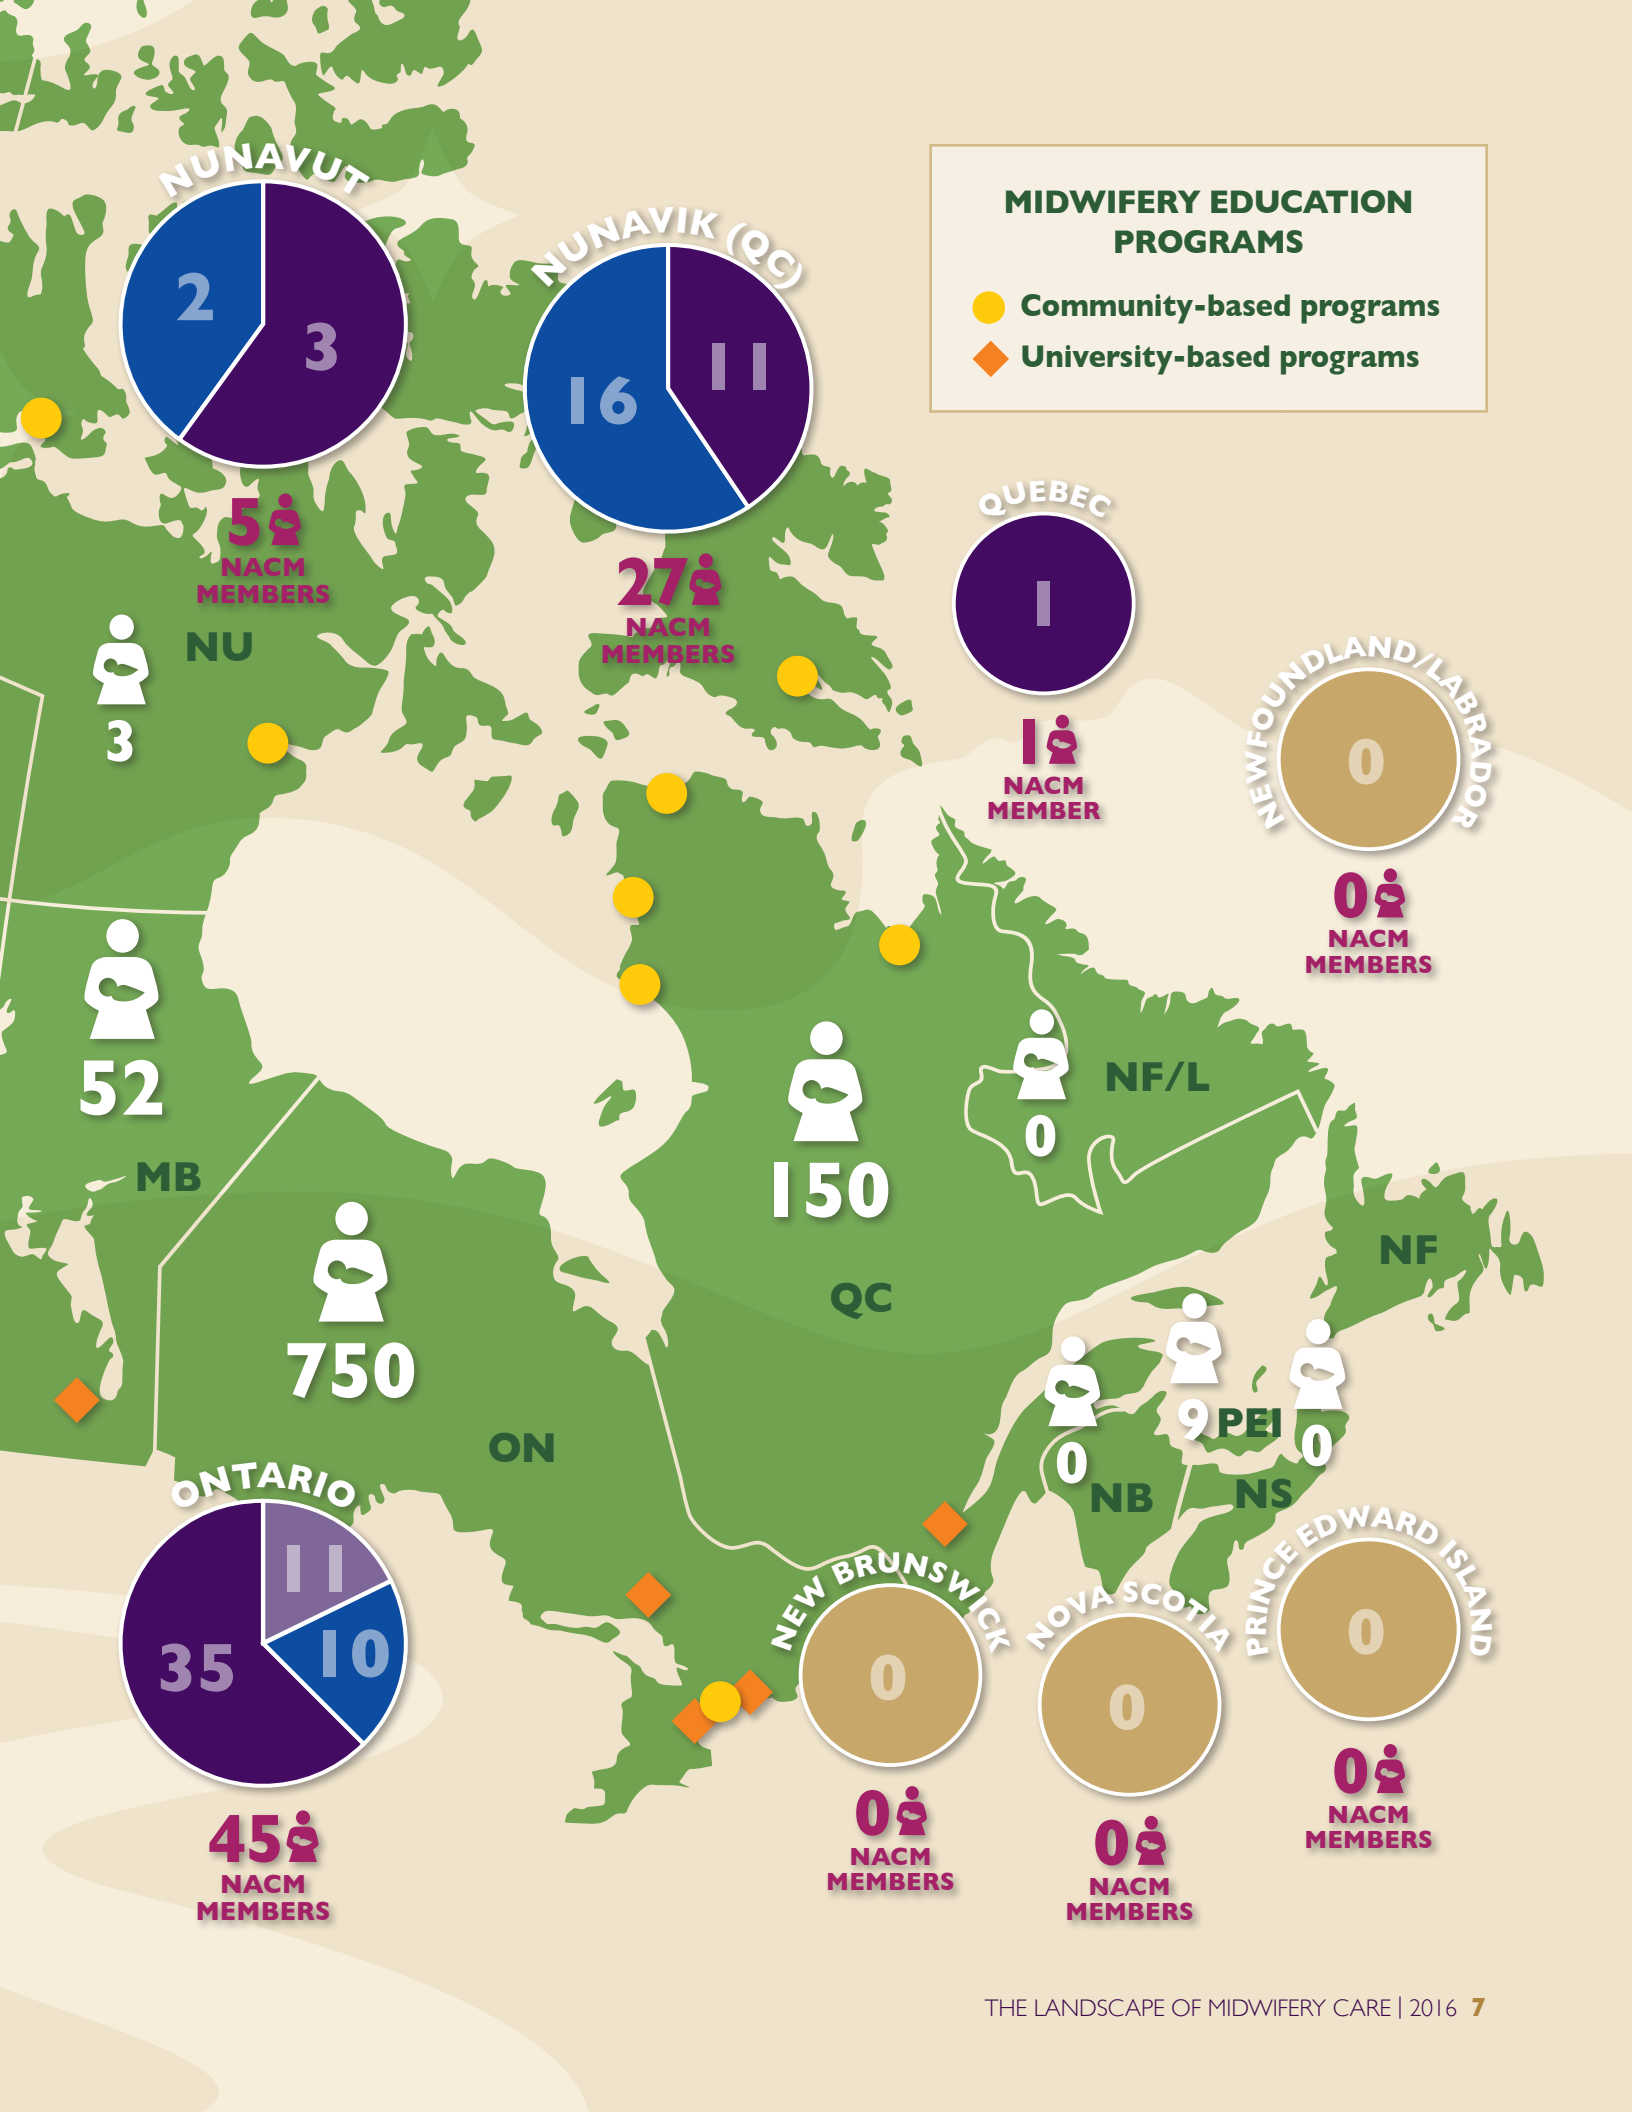 NUNAVUT
2
3
5
NACM
MEMBERS
NUNAVIK (QC)
16
11
27
NACM
MEMBERS
MIDWIFERY EDUCATION
PROGRAMS
Community-based programs
University-based programs
QUEBEC
1
1
NACM
MEMBER
NEWFOUNDLAND/LABRADOR
0
0
NACM
MEMBERS
NU
3
52
MB
150
QC
0
NF/L
NF
750
ON
0
NB
9 PEI
0
NS
ONTARIO
11
10
35
45
NACM
MEMBERS
NEW BRUNSWICK
0
0
NACM
MEMBERS
NOVA SCOTIA
0
0
NACM
MEMBERS
PRINCE EDWARD ISLAND
0
0
NACM
MEMBERS
THE LANDSCAPE OF MIDWIFERY CARE | 2016 7